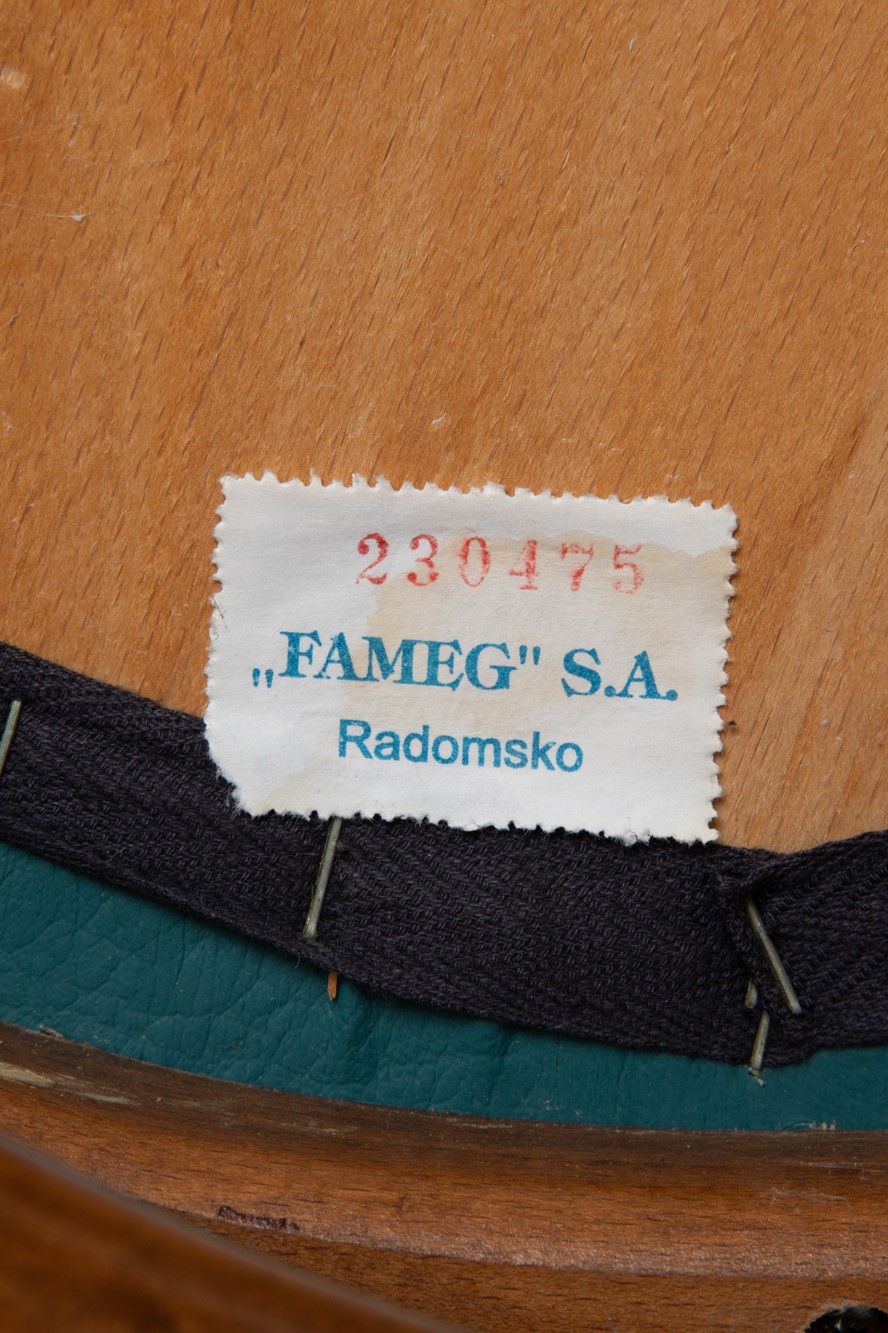 230475
„FAMEG" S.A.
Radomsko